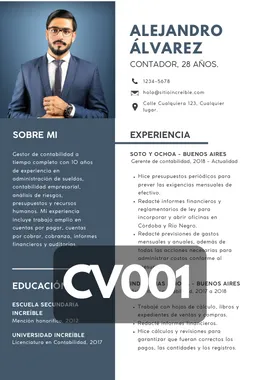 ALEJANDRO
ÁLVAREZ
CONTADOR, 28 AÑOS.
1234-5678
hola@sitioincreible.com
Calle Cualquiera 123, Cualquier
lugar.
SOBRE MI
Gestor de contabilidad a
tiempo completo con 10 años
de experiencia en
administración de sueldos,
contabilidad empresarial,
análisis de riesgos,
presupuestos y recursos
humanos. Mi experiencia
incluye trabajo amplio en
cuentas por pagar, cuentas
por cobrar, cobranza, informes
financieros y auditorías.
EDUCACIÓN
ESCUELA SECUNDARIA
INCREÍBLE
Mención honorífica,
UNIVERSIDAD INCREÍBLE
Licenciatura en Contabilidad, 2017
EXPERIENCIA
SOTO Y OCHOA - BUENOS AIRES
Gerente de contabilidad, 2018 - Actualidad
Hice presupuestos periódicos
para prever las exigencias mensuales de
efectivo.
Redacté informes financieros y
reglamentos de ley para
incorporar y abrir oficinas en
Córdoba y Río Negro.
Redacté previsiones de gastos
mensuales y anuales, además de
todas las acciones necesarias para
administrar costos conforme al
- BUENOS AIRES
2017 a 2018
Trabajé con hojas de cálculo, libros y
expedientes de ventas y compras.
Redacté informes financieros.
Hice cálculos y revisiones para
garantizar que fueran correctos los
pagos, las cantidades y los registros.
CV001